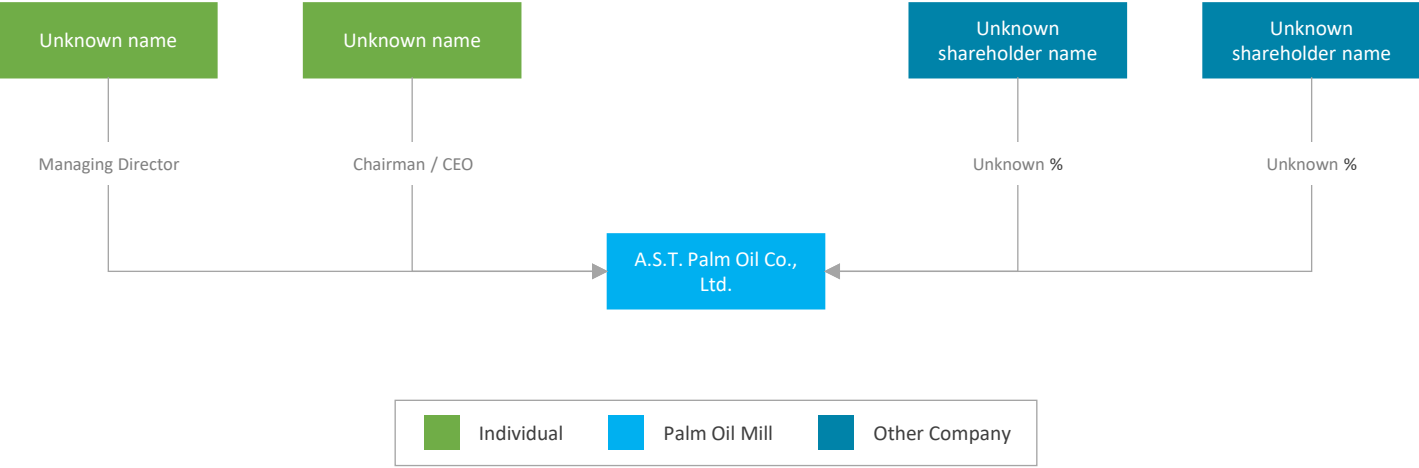 Unknown name
Unknown name
Unknown
shareholder name
Unknown
shareholder name
Managing Director
Chairman / CEO
Unknown %
Unknown %
A.S.T. Palm Oil Co.,
Ltd.
Individual
Palm Oil Mill
Other Company